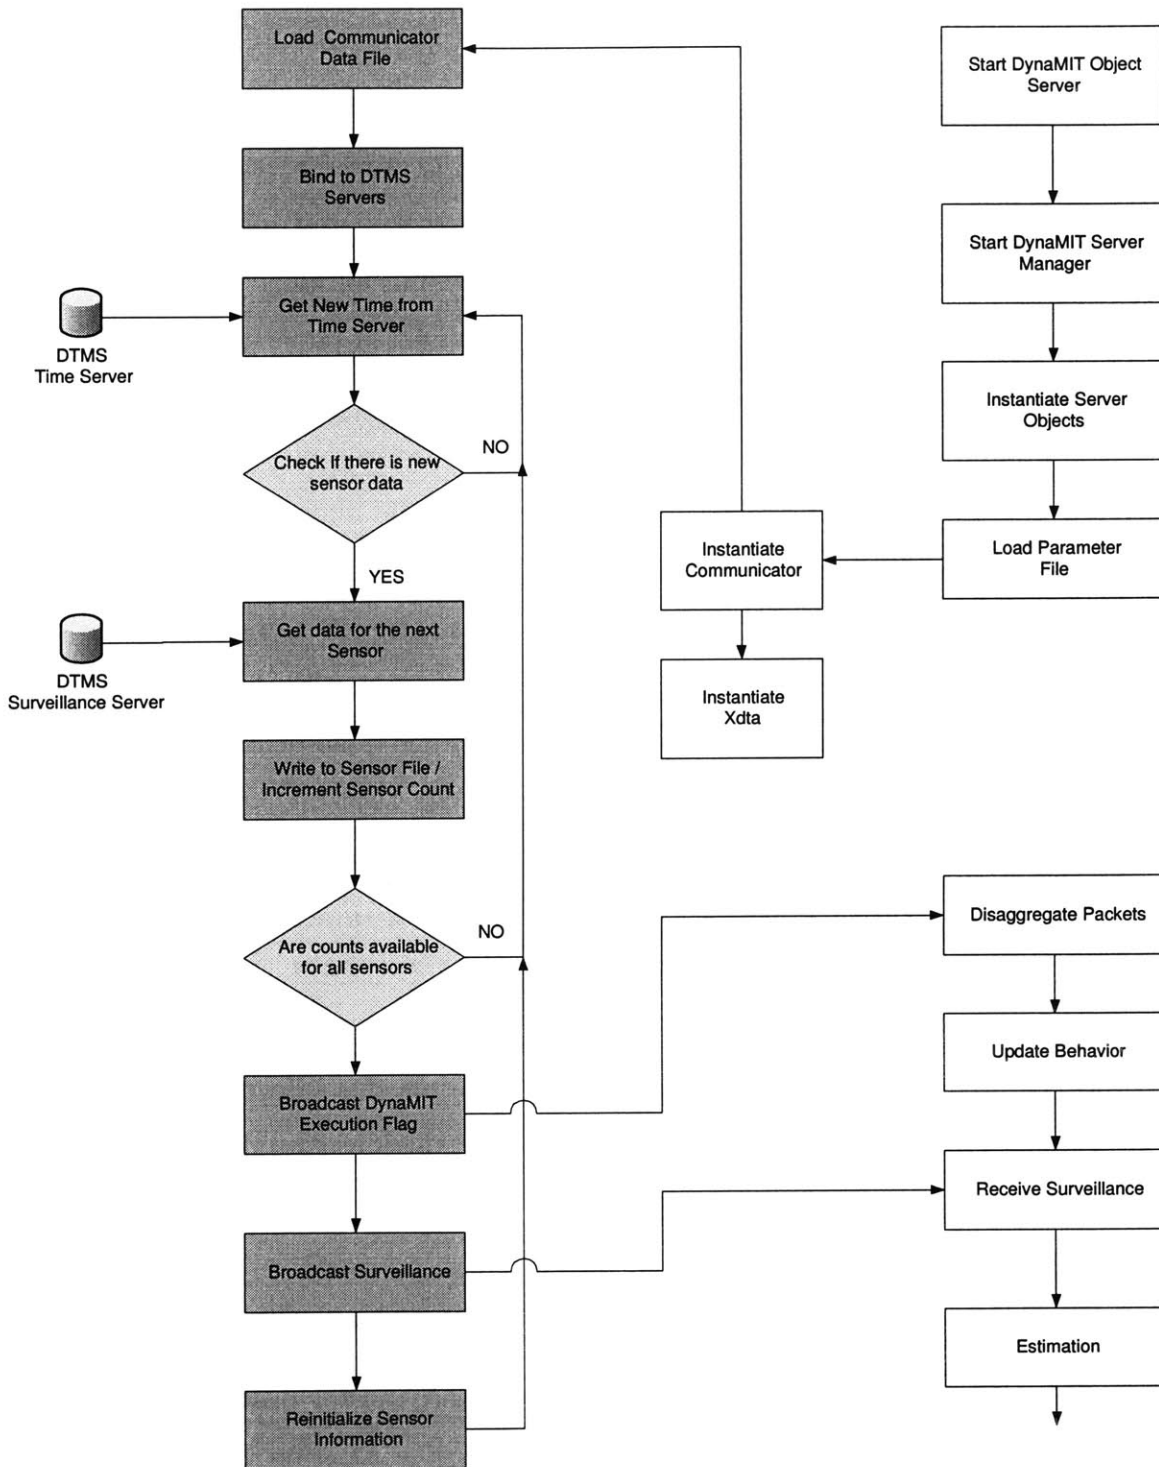 Load Communicator
Data File
Start DynaMIT Object
Server
Bind to DTMS
Servers
Start DynaMIT Server
Manager
Get New Time from
Time Server
DTMS
Time Server
Instantiate Server
Objects
NO
Check if there is new
sensor data
Instantiate
Communicator
Load Parameter
File
YES
Get data for the next
Sensor
DTMS
Surveillance Server
Instantiate
Xdta
Write to Sensor File /
Increment Sensor Count
Disaggregate Packets
NO
Are counts available
for all sensors
Update Behavior
Broadcast DynaMIT
Execution Flag
Receive Surveillance
Broadcast Surveillance
Estimation
Reinitialize Sensor
Information